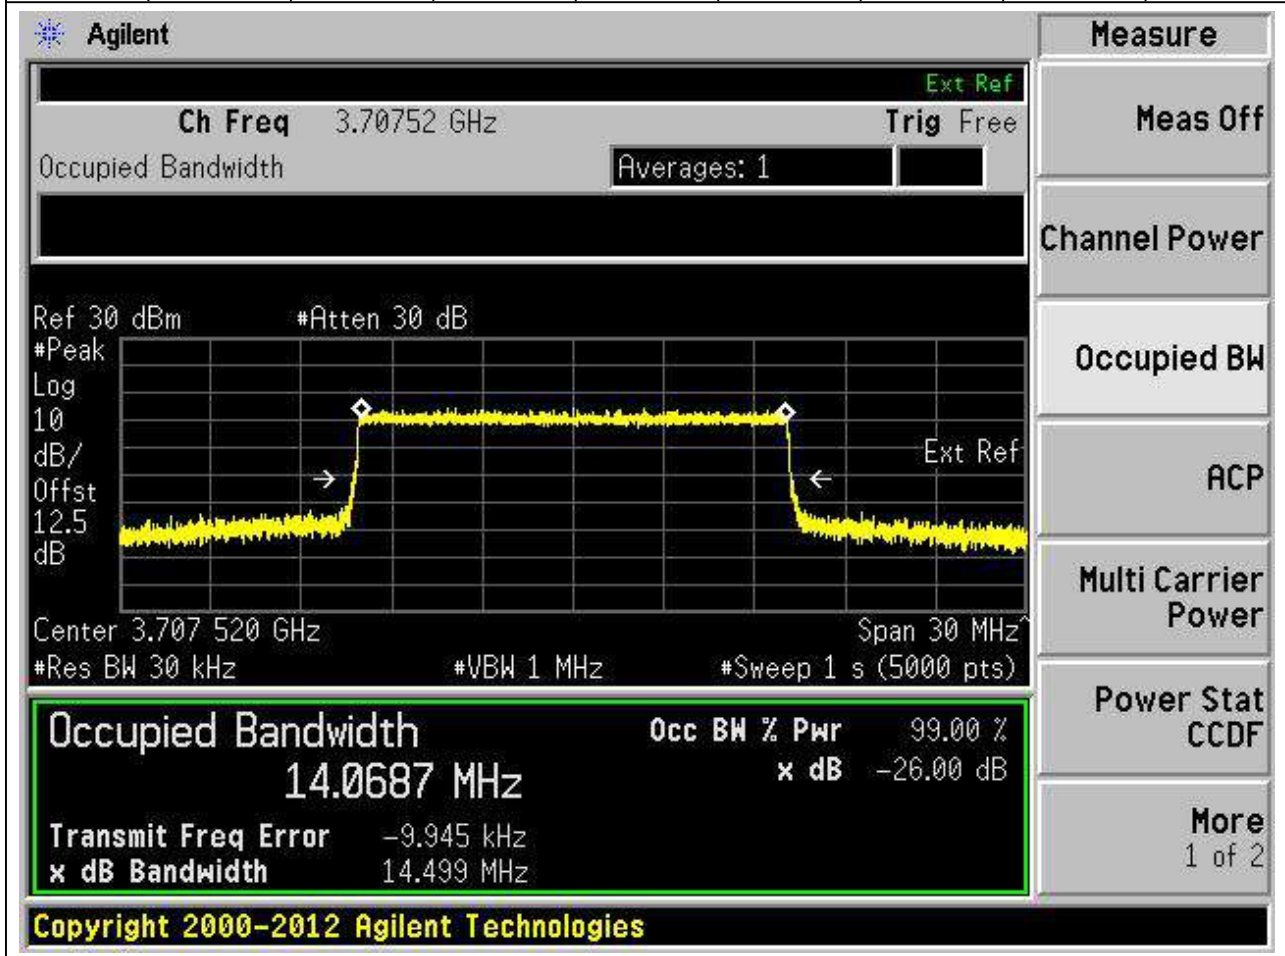 Agilent
Measure
Ext Ref
Ch Freq 3.70752 GHz Trig Free
Meas Off
Occupied Bandwidth Averages: 1
Channel Power
Ref 30 dBm #Atten 30 dB
#Peak
Log
10
dB/
Offst
12.5
dB
Ext Ref
Occupied BW
ACP
Center 3.707 520 GHz Span 30 MHz^
#Res BW 30 kHz #VBW 1 MHz #Sweep 1 s (5000 pts)
Multi Carrier
Power
Occupied Bandwidth Occ BW % Pwr 99.00 %
14.0687 MHz x dB -26.00 dB
Transmit Freq Error -9.945 kHz
x dB Bandwidth 14.499 MHz
Power Stat
CCDF
More
1 of 2
Copyright 2000-2012 Agilent Technologies